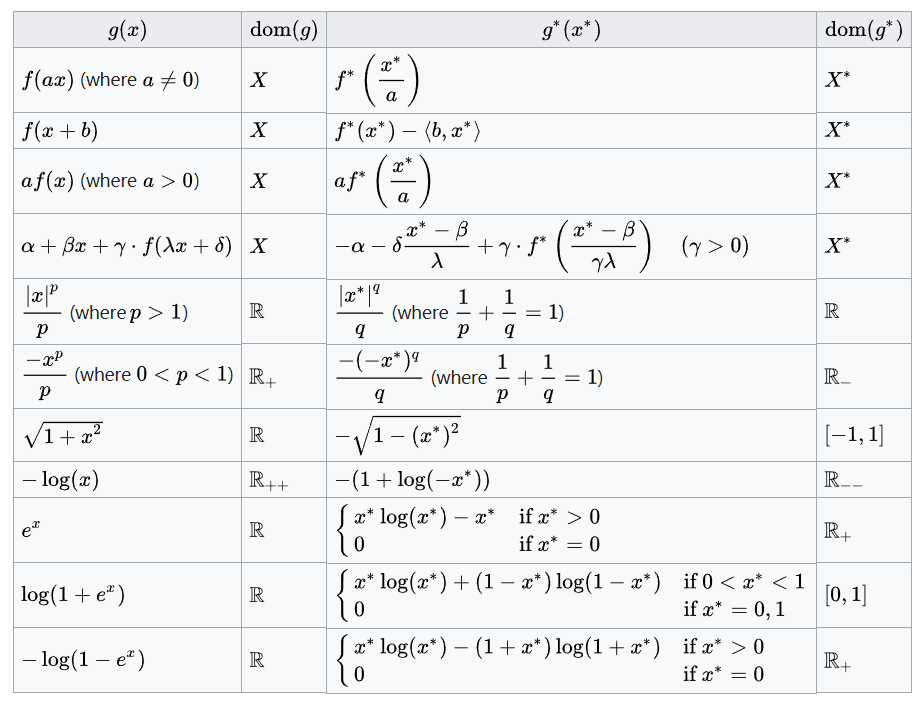 g(x) dom(g) g*(x*) dom(g*)
f(ax) (where a ≠ 0) X f*(x*/a) X*
f(x + b) X f*(x*) − ⟨b, x*⟩ X*
af(x) (where a > 0) X af*(x*/a) X*
α + βx + γ · f(λx + δ) X −α − δ (x* − β)/λ + γ · f*((x* − β)/(γλ)) (γ > 0) X*
|x|^p/p (where p > 1) ℝ |x*|^q/q (where 1/p + 1/q = 1) ℝ
−x^p/p (where 0 < p < 1) ℝ₊ −(−x*)^q/q (where 1/p + 1/q = 1) ℝ₋
√(1 + x²) ℝ −√(1 − (x*)²) [−1, 1]
− log(x) ℝ₊₊ −(1 + log(−x*)) ℝ₋₋
e^x ℝ { x* log(x*) − x* if x* > 0
0 if x* = 0 ℝ₊
log(1 + e^x) ℝ { x* log(x*) + (1 − x*) log(1 − x*) if 0 < x* < 1
0 if x* = 0, 1 [0, 1]
− log(1 − e^x) ℝ { x* log(x*) − (1 + x*) log(1 + x*) if x* > 0
0 if x* = 0 ℝ₊